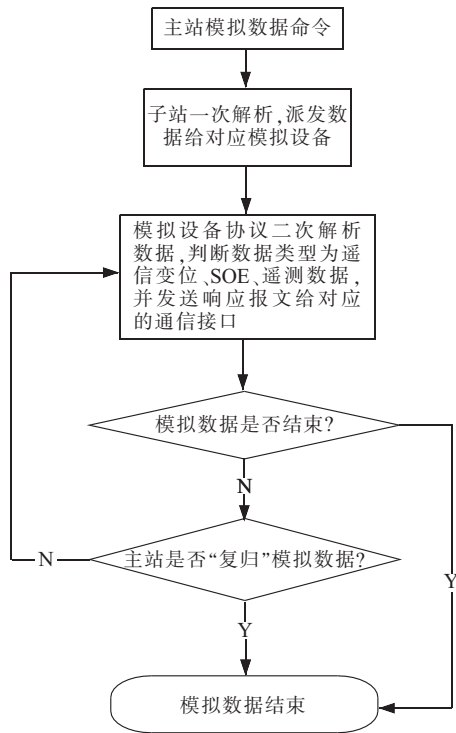 主站模拟数据命令
子站一次解析,派发数
据给对应模拟设备
模拟设备协议二次解析
数据,判断数据类型为遥
信变位、SOE、遥测数据,
并发送响应报文给对应
的通信接口
模拟数据是否结束?
N
主站是否“复归”模拟数据?
N
Y
Y
模拟数据结束